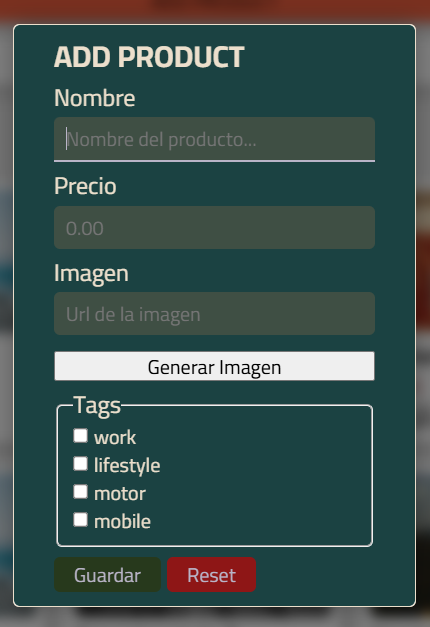 ADD PRODUCT
Nombre
Nombre del producto...
Precio
0.00
Imagen
Url de la imagen
Generar Imagen
Tags
work
lifestyle
motor
mobile
Guardar Reset